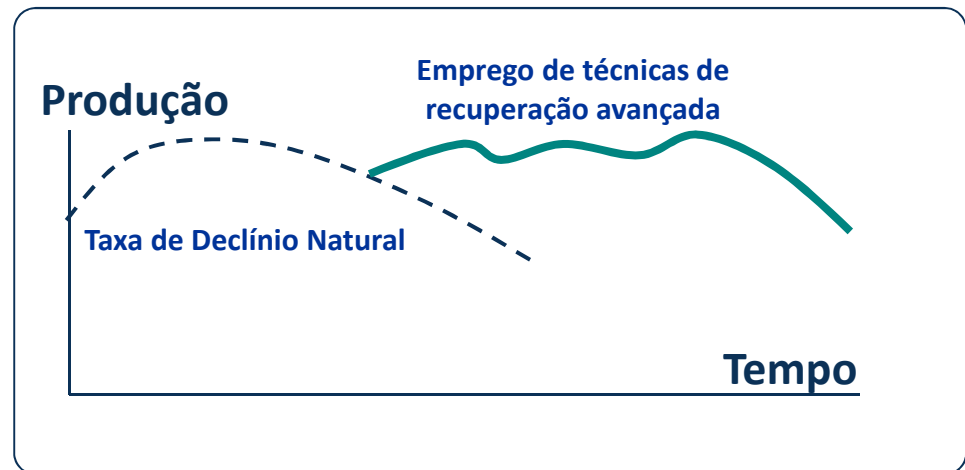 Emprego de técnicas de
recuperação avançada
Produção
Taxa de Declínio Natural
Tempo